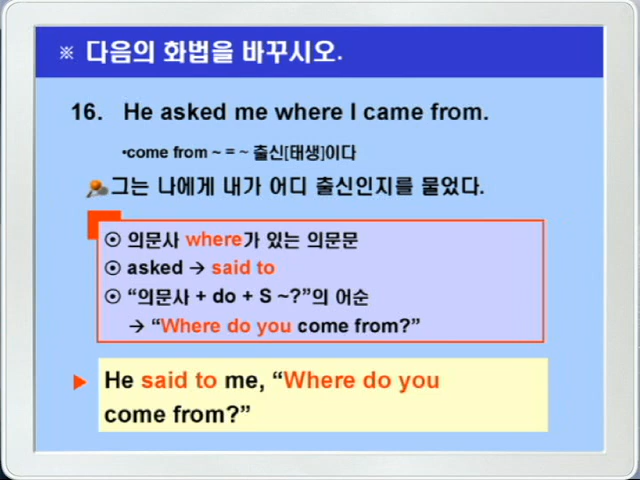 ※ 다음의 화법을 바꾸시오.
16. He asked me where I came from.
•come from ~ = ~ 출신[태생]이다
그는 나에게 내가 어디 출신인지를 물었다.
⊙ 의문사 where가 있는 의문문
⊙ asked → said to
⊙ “의문사 + do + S ~?”의 어순
→ “Where do you come from?”
▶ He said to me, “Where do you
come from?”